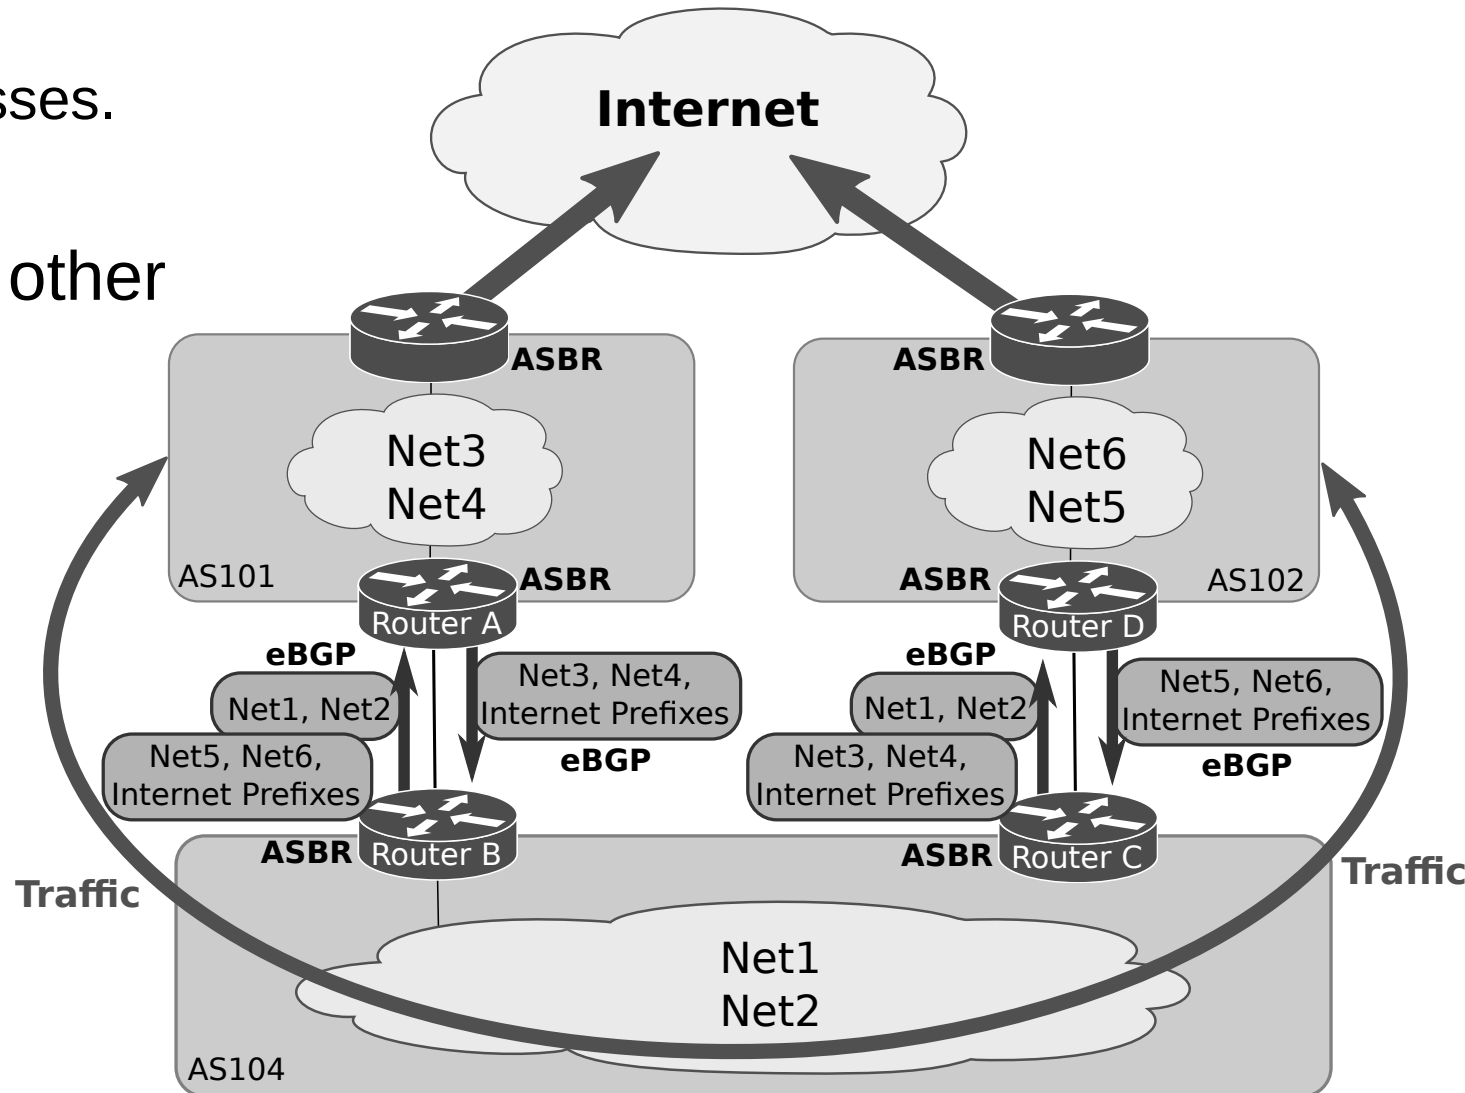 Internet
other
ASBR
ASBR
Net3
Net4
Net6
Net5
AS101
ASBR
Router A
ASBR
AS102
Router D
eBGP
Net1, Net2
Net5, Net6,
Internet Prefixes
Net3, Net4,
Internet Prefixes
eBGP
eBGP
Net1, Net2
Net3, Net4,
Internet Prefixes
Net5, Net6,
Internet Prefixes
eBGP
ASBR
Router B
ASBR
Router C
Traffic
Traffic
Net1
Net2
AS104